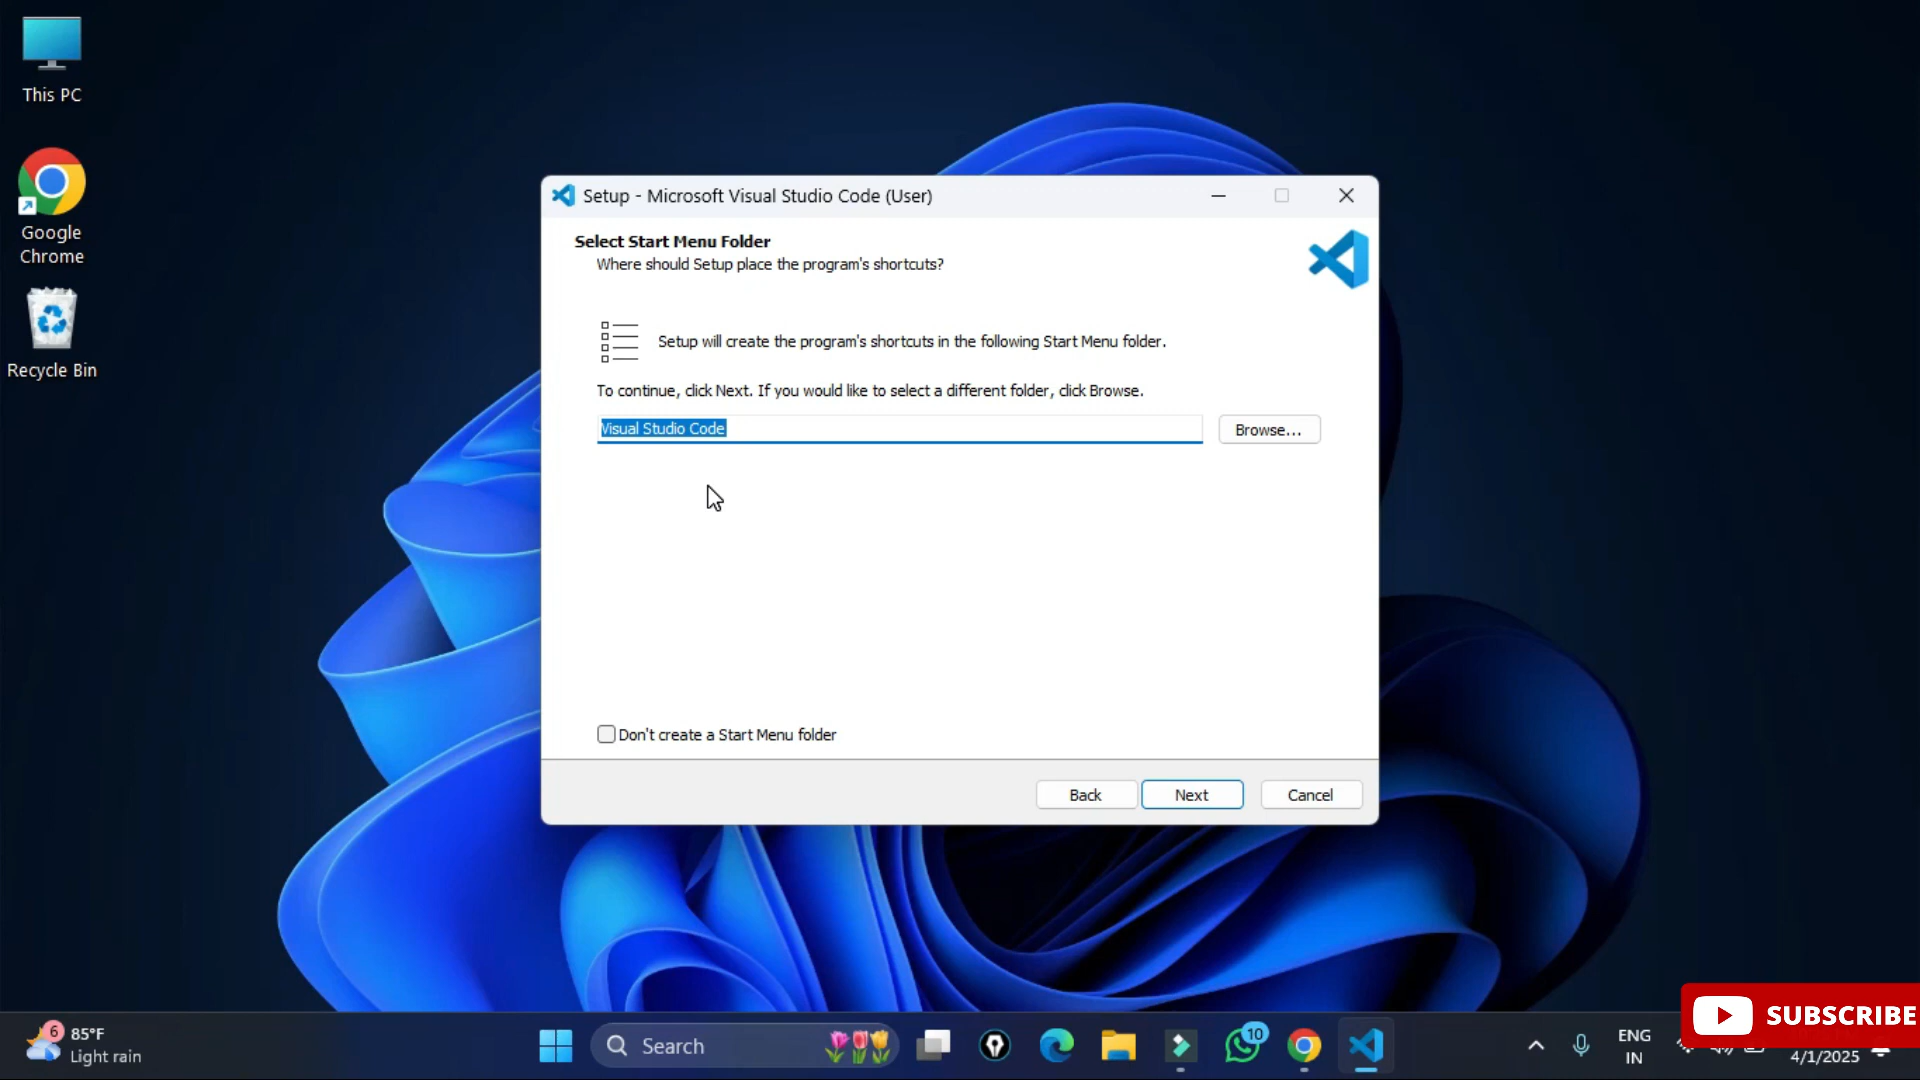 This PC
Google
Chrome
Recycle Bin
Setup - Microsoft Visual Studio Code (User)
Select Start Menu Folder
Where should Setup place the program's shortcuts?
Setup will create the program's shortcuts in the following Start Menu folder.
To continue, click Next. If you would like to select a different folder, click Browse.
Visual Studio Code
Browse...
Don't create a Start Menu folder
Back
Next
Cancel
6
85°F
Light rain
Search
10
ENG
IN
SUBSCRIBE
4/1/2025